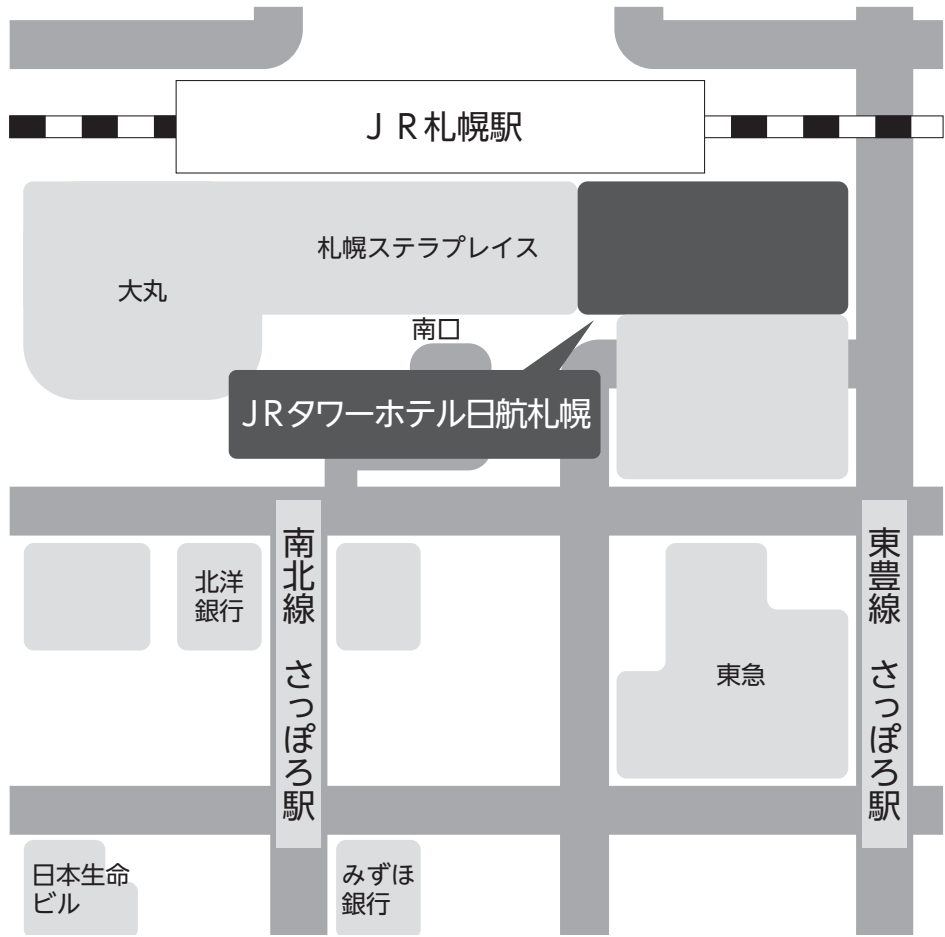 ＪＲ札幌駅
札幌ステラプレイス
大丸
南口
ＪＲタワーホテル日航札幌
北洋
銀行
南北線　さっぽろ駅
東豊線　さっぽろ駅
東急
日本生命
ビル
みずほ
銀行